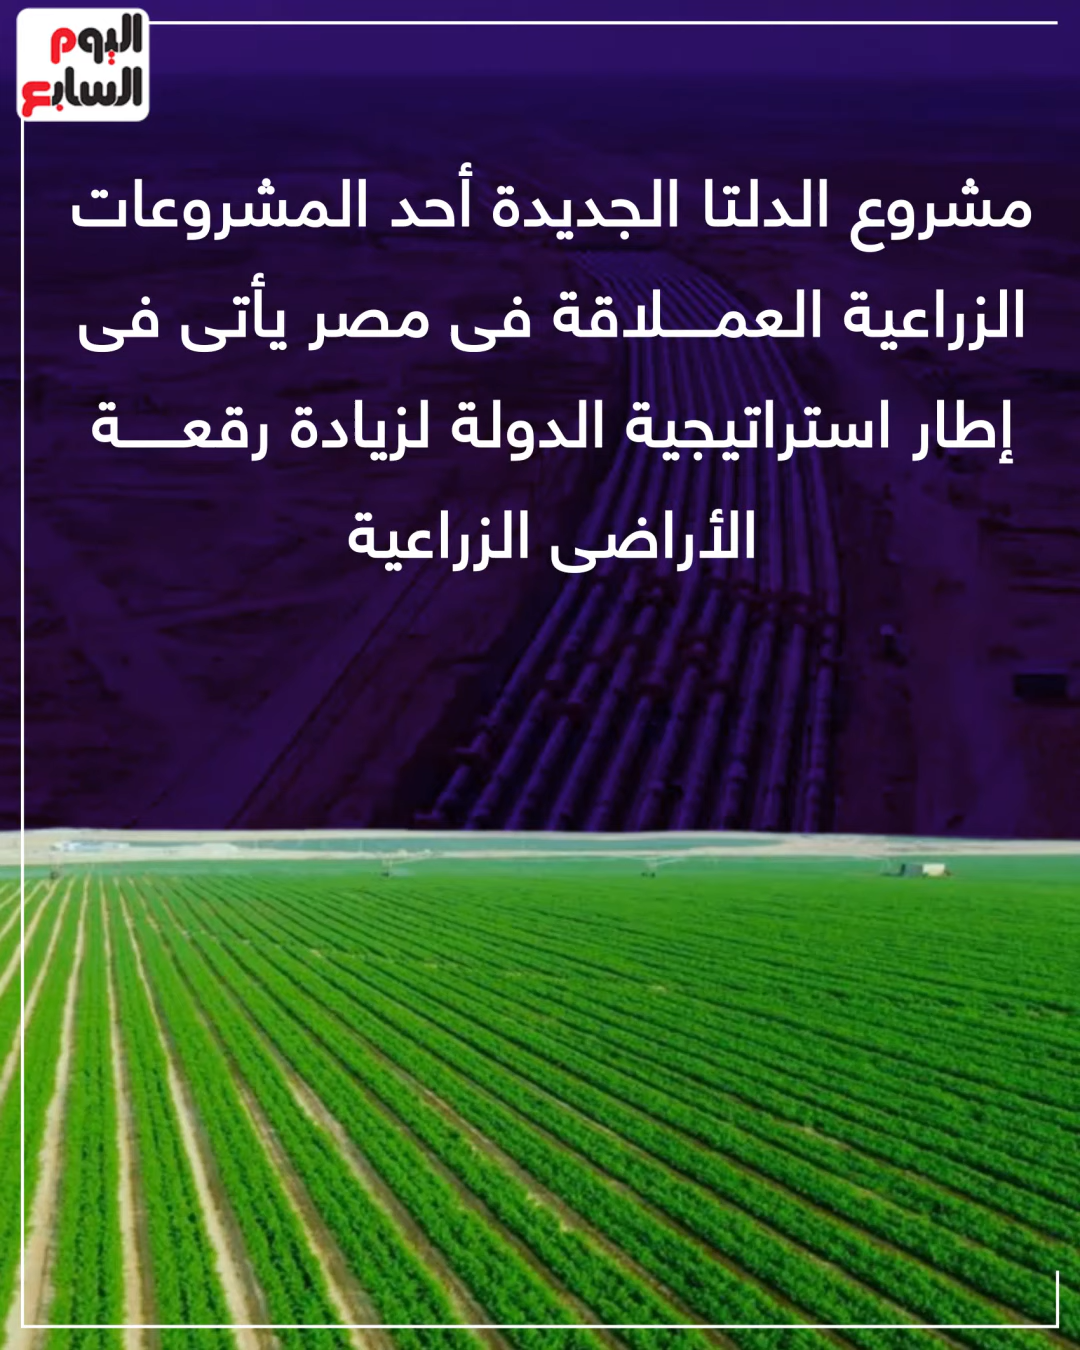 اليوم
السابع
مشروع الدلتا الجديدة أحد المشروعات
الزراعية العمـــلاقة فى مصر يأتى فى
إطار استراتيجية الدولة لزيادة رقعـــة
الأراضى الزراعية